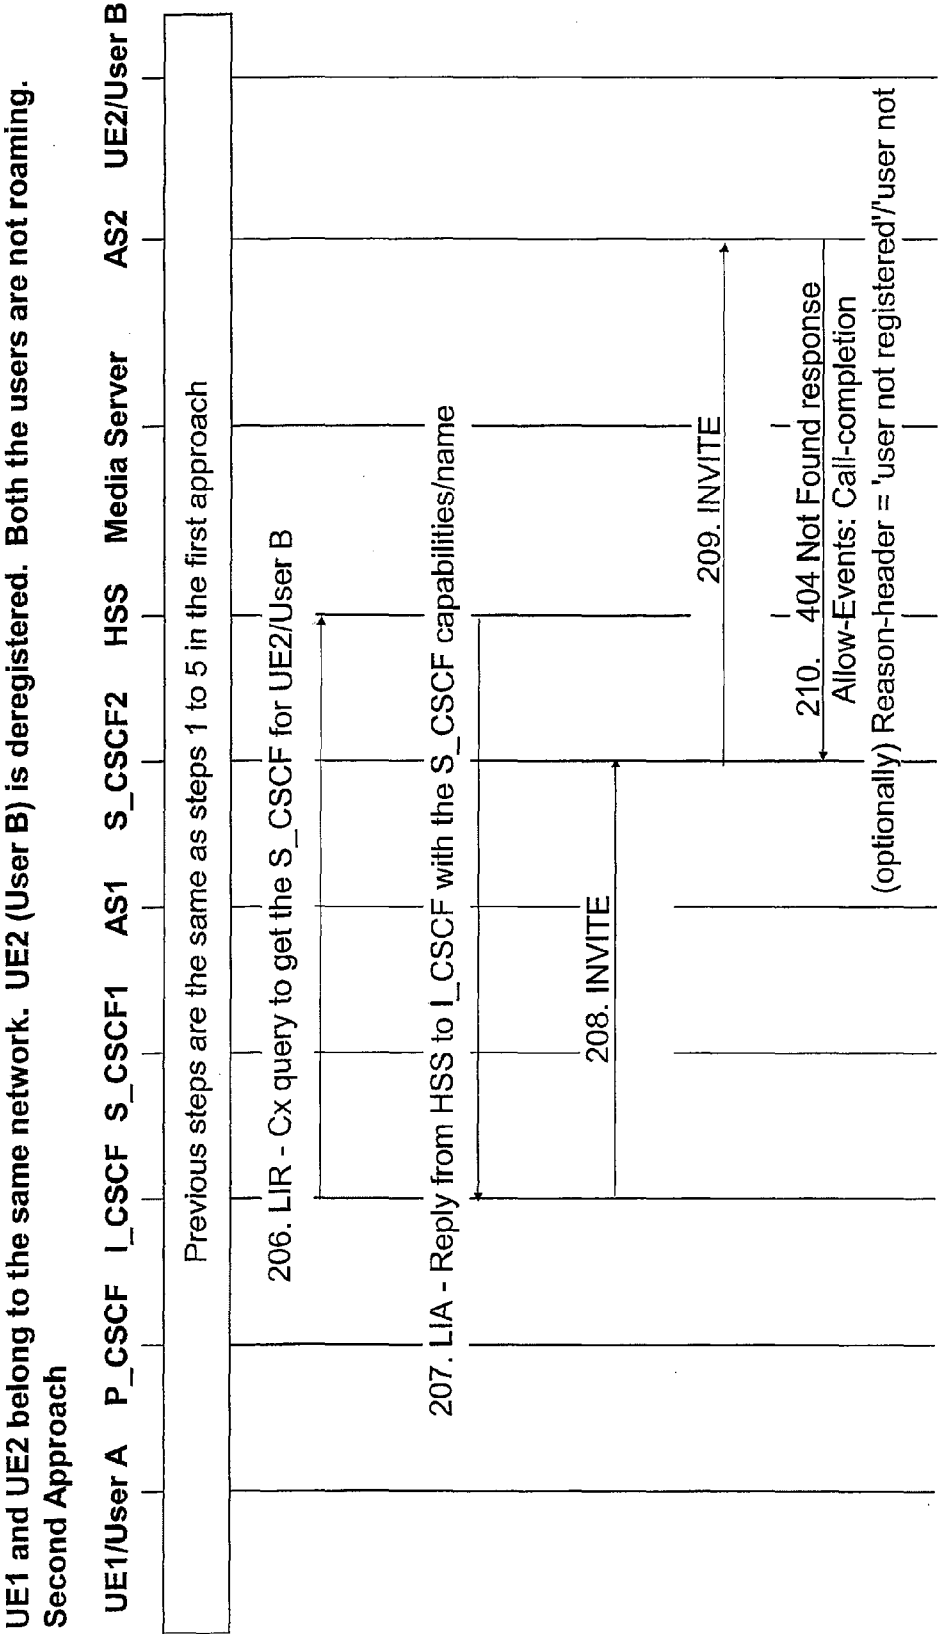 UE1 and UE2 belong to the same network. UE2 (User B) is deregistered. Both the users are not roaming.
Second Approach
UE1/User A P_CSCF I_CSCF S_CSCF1 AS1 S_CSCF2 HSS Media Server AS2 UE2/User B
Previous steps are the same as steps 1 to 5 in the first approach
206. LIR - Cx query to get the S_CSCF for UE2/User B
207. LIA - Reply from HSS to I_CSCF with the S_CSCF capabilities/name
208. INVITE
209. INVITE
210. 404 Not Found response
Allow-Events: Call-completion
(optionally) Reason-header = 'user not registered'/'user not